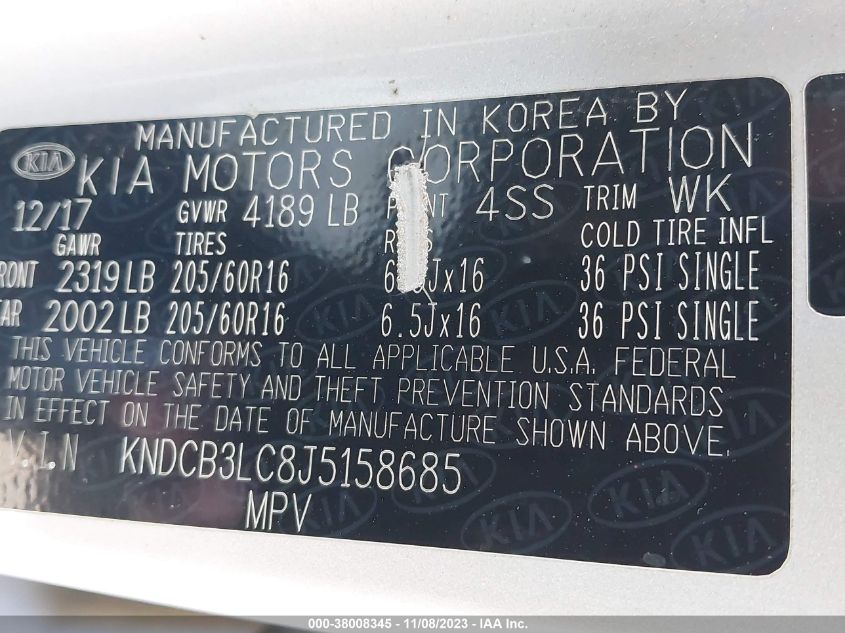 MANUFACTURED IN KOREA BY
KIA KIA MOTORS CORPORATION
12/17 GVWR 4189 LB 4SS TRIM WK
GAWR TIRES COLD TIRE INFL
2319 LB 205/60R16 36 PSI SINGLE
2002 LB 205/60R16 6.5Jx16 36 PSI SINGLE
THIS VEHICLE CONFORMS TO ALL APPLICABLE U.S.A. FEDERAL
MOTOR VEHICLE SAFETY AND THEFT PREVENTION STANDARDS
IN EFFECT ON THE DATE OF MANUFACTURE SHOWN ABOVE.
V.I.N KNDCB3LC8J5158685
MPV
000-38008345 | 11/08/2023 | - IAA Inc.